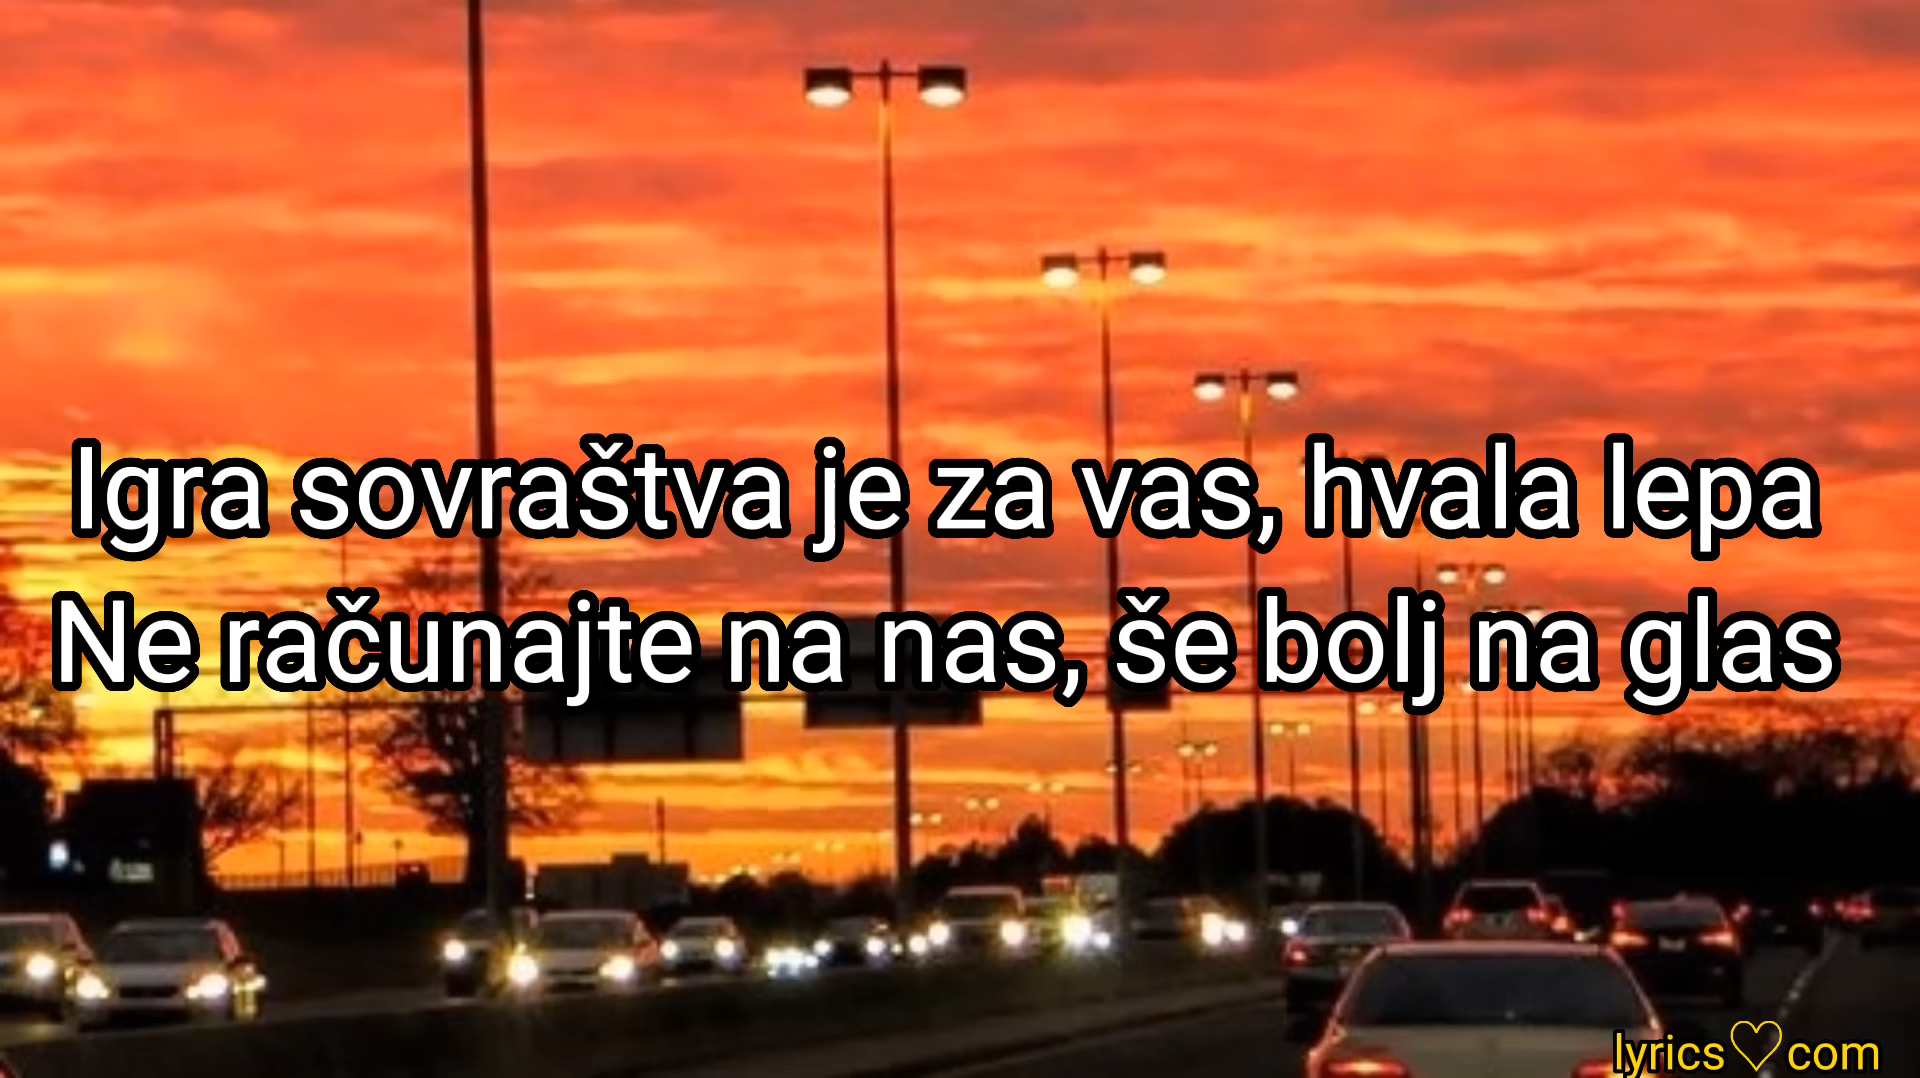 Igra sovraštva je za vas, hvala lepa
Ne računajte na nas, še bolj na glas
lyrics♡com